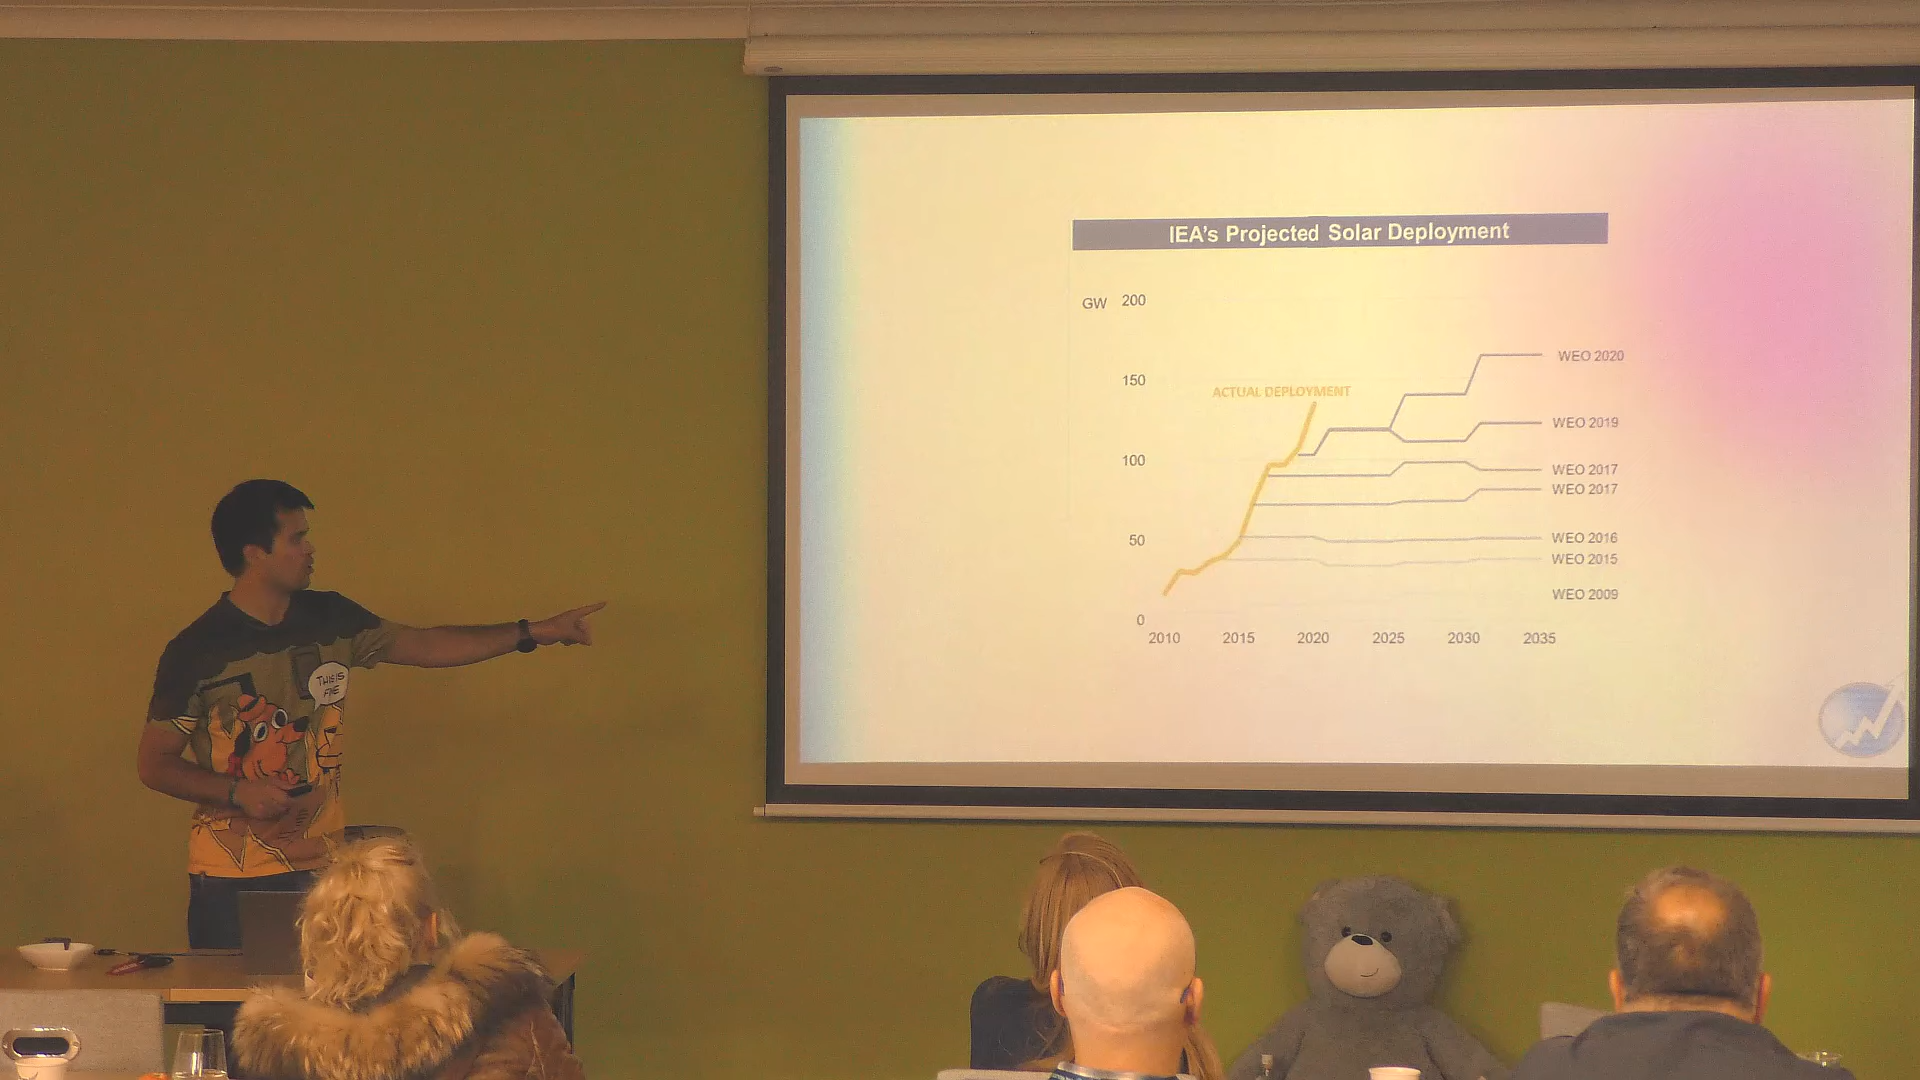 IEA's Projected Solar Deployment
GW 200
150
100
50
0
ACTUAL DEPLOYMENT
WEO 2020
WEO 2019
WEO 2017
WEO 2017
WEO 2016
WEO 2015
WEO 2009
2010 2015 2020 2025 2030 2035
THIS IS
FINE